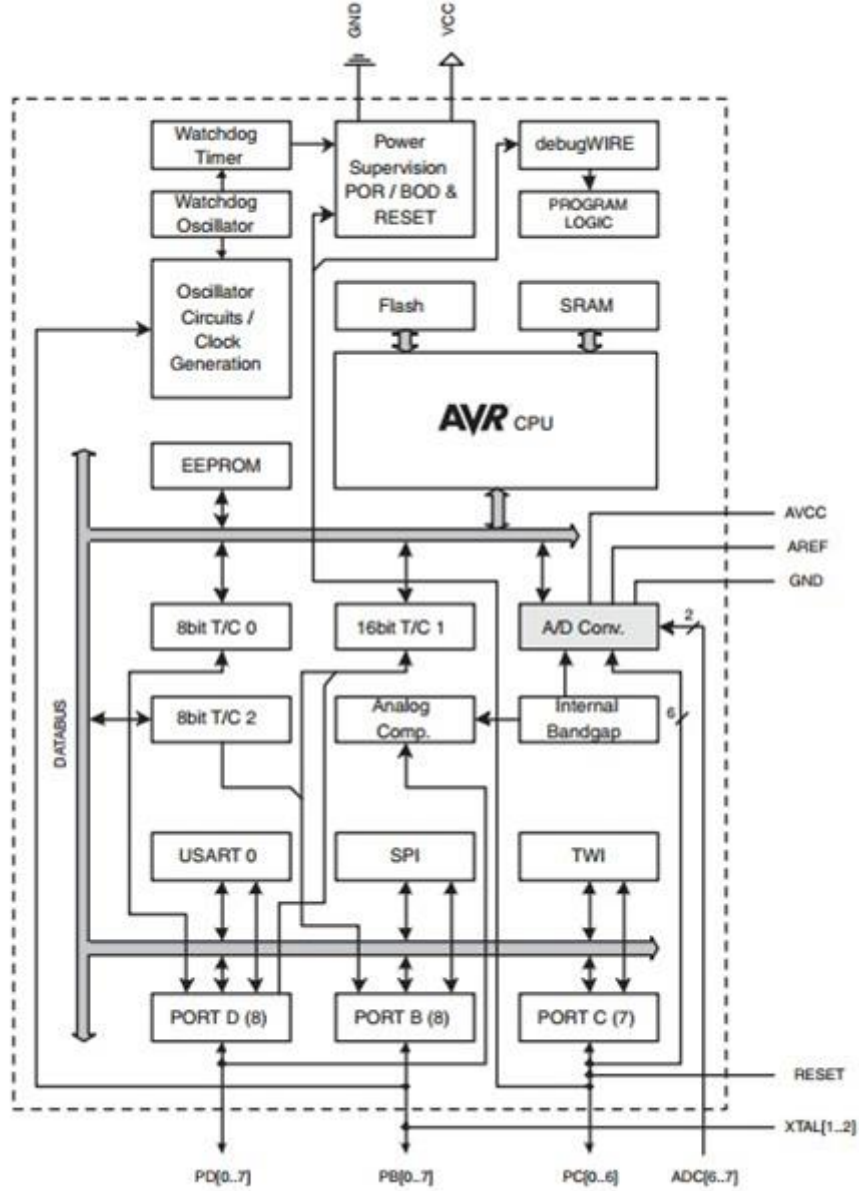 GND
VCC
Watchdog
Timer
Power
Supervision
POR / BOD &
RESET
debugWIRE
Watchdog
Oscillator
PROGRAM
LOGIC
Oscillator
Circuits /
Clock
Generation
Flash
SRAM
AVR CPU
EEPROM
AVCC
AREF
GND
8bit T/C 0
16bit T/C 1
A/D Conv.
2
8bit T/C 2
Analog
Comp.
Internal
Bandgap
6
DATABUS
USART 0
SPI
TWI
PORT D (8)
PORT B (8)
PORT C (7)
RESET
XTAL[1..2]
PD[0..7]
PB[0..7]
PC[0..6]
ADC[6..7]